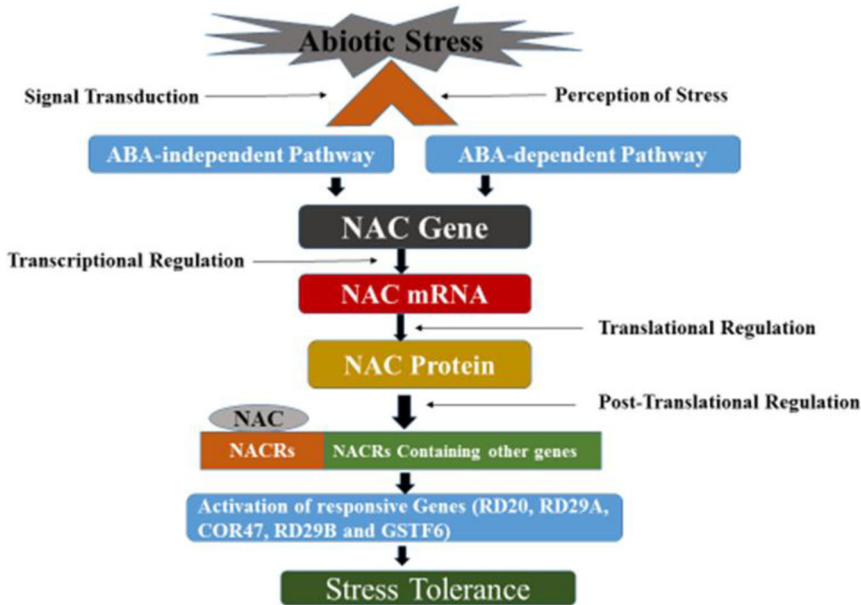 Abiotic Stress
Signal Transduction
Perception of Stress
ABA-independent Pathway
ABA-dependent Pathway
NAC Gene
Transcriptional Regulation
NAC mRNA
Translational Regulation
NAC Protein
Post-Translational Regulation
NAC
NACRs
NACRs Containing other genes
Activation of responsive Genes (RD20, RD29A,
COR47, RD29B and GSTF6)
Stress Tolerance